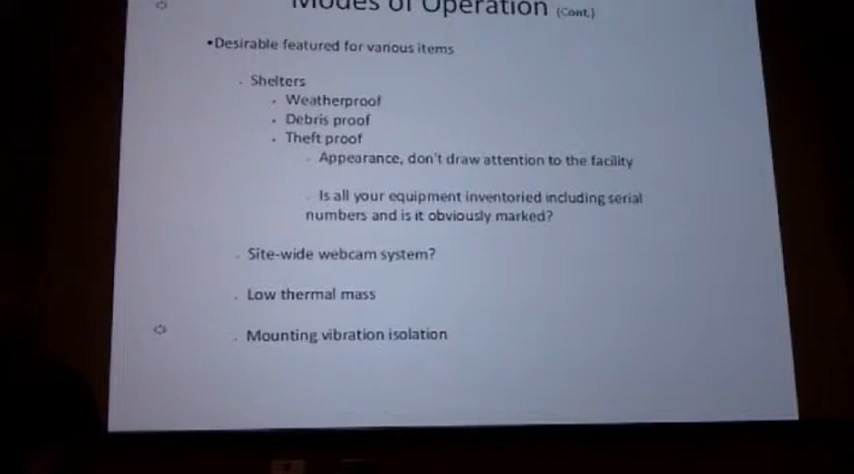 Modes of Operation (Cont.)
•Desirable featured for various items
- Shelters
• Weatherproof
• Debris proof
• Theft proof
- Appearance, don't draw attention to the facility
- Is all your equipment inventoried including serial
numbers and is it obviously marked?
- Site-wide webcam system?
- Low thermal mass
- Mounting vibration isolation